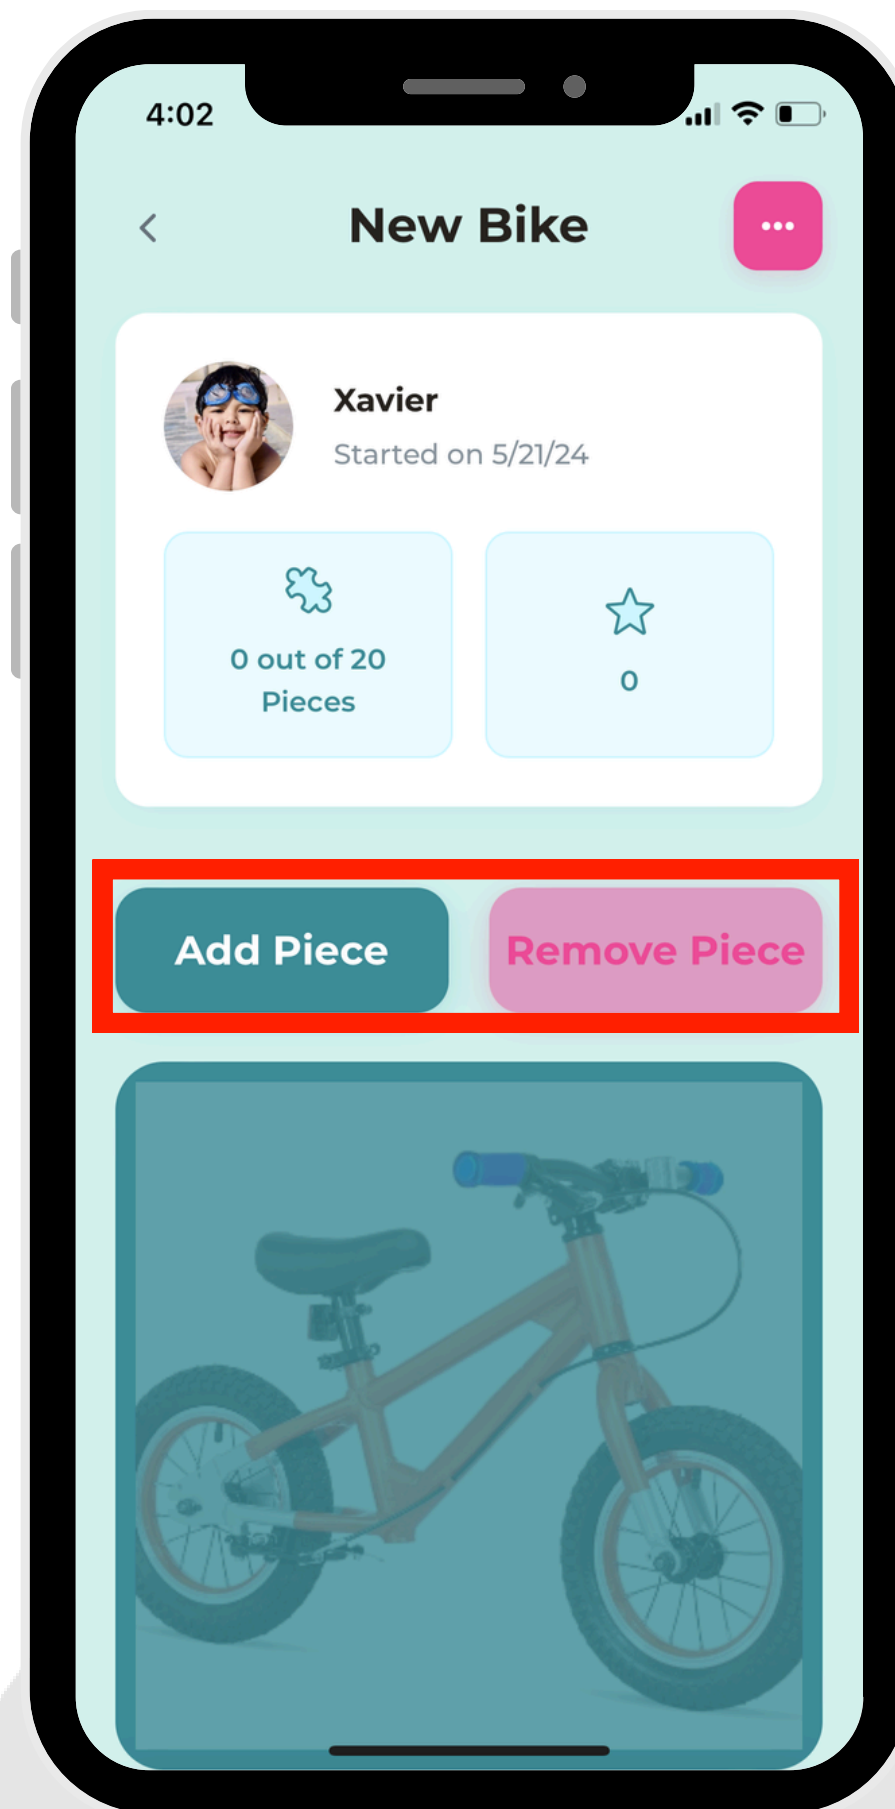 4:02
New Bike
Xavier
Started on 5/21/24
0 out of 20
Pieces
0
Add Piece
Remove Piece